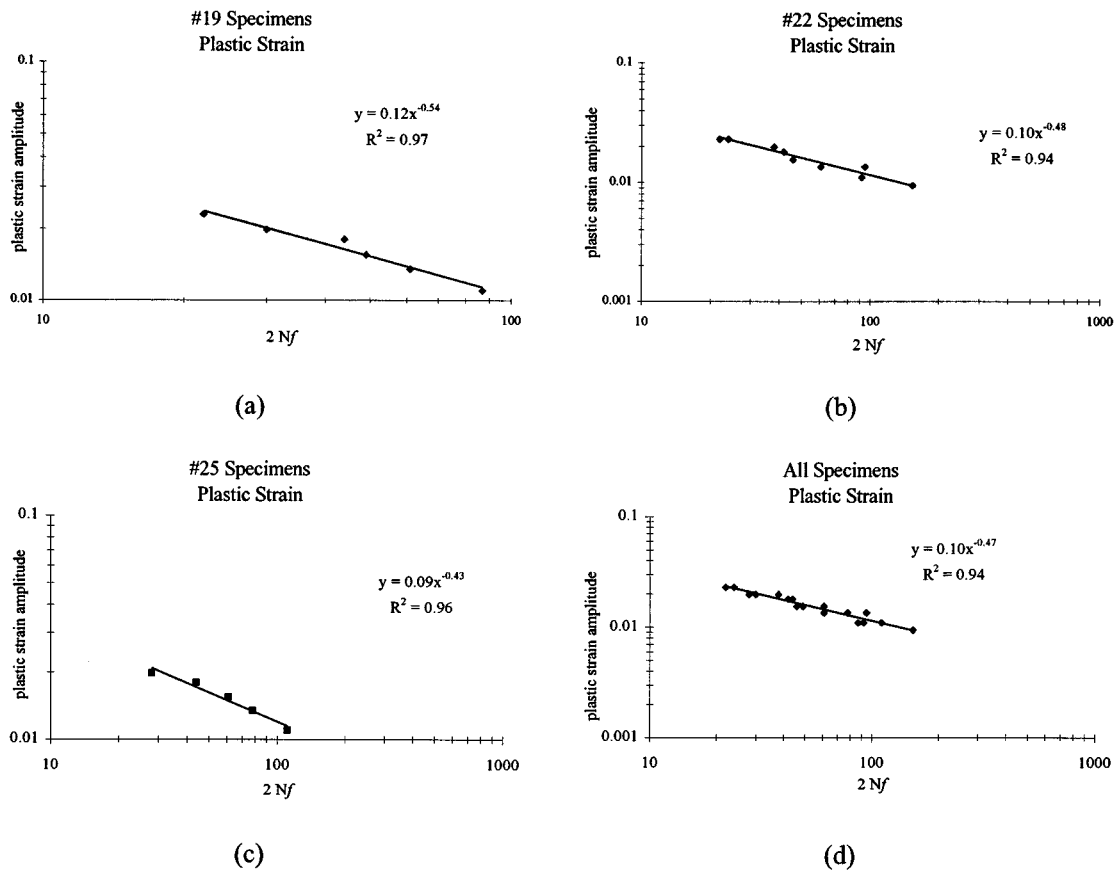 #19 Specimens
Plastic Strain
0.1
plastic strain amplitude
y = 0.12x^-0.54
R² = 0.97
0.01
10
100
2 Nf
(a)
#22 Specimens
Plastic Strain
0.1
plastic strain amplitude
y = 0.10x^-0.48
R² = 0.94
0.01
0.001
10
100
1000
2 Nf
(b)
#25 Specimens
Plastic Strain
0.1
plastic strain amplitude
y = 0.09x^-0.43
R² = 0.96
0.01
10
100
1000
2 Nf
(c)
All Specimens
Plastic Strain
0.1
plastic strain amplitude
y = 0.10x^-0.47
R² = 0.94
0.01
0.001
10
100
1000
2 Nf
(d)